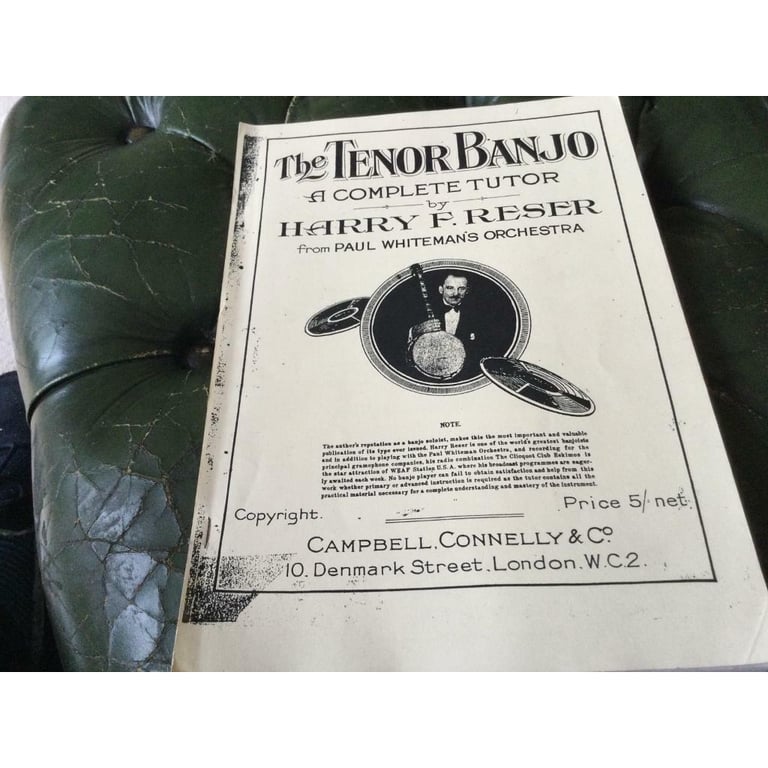 The TENOR BANJO
A COMPLETE TUTOR
by
HARRY F. RESER
from PAUL WHITEMAN'S ORCHESTRA
NOTE.
The author's reputation as a banjo soloist, makes this the most important and valuable
publication of its type ever issued. Harry Reser is one of the world's greatest banjoists
and in addition to playing with the Paul Whiteman Orchestra, and recording for the
principal gramophone companies, his radio combination The Clicquot Club Eskimos is
the star attraction of WEAF Station, U.S.A. where his broadcast programmes are eager-
ly awaited each week. No banjo player can fail to obtain satisfaction and help from this
work whether primary or advanced instruction is required as the tutor contains all the
practical material necessary for a complete understanding and mastery of the instrument.
Copyright. Price 5/- net.
CAMPBELL, CONNELLY & Co.
10. Denmark Street. London. W.C.2.